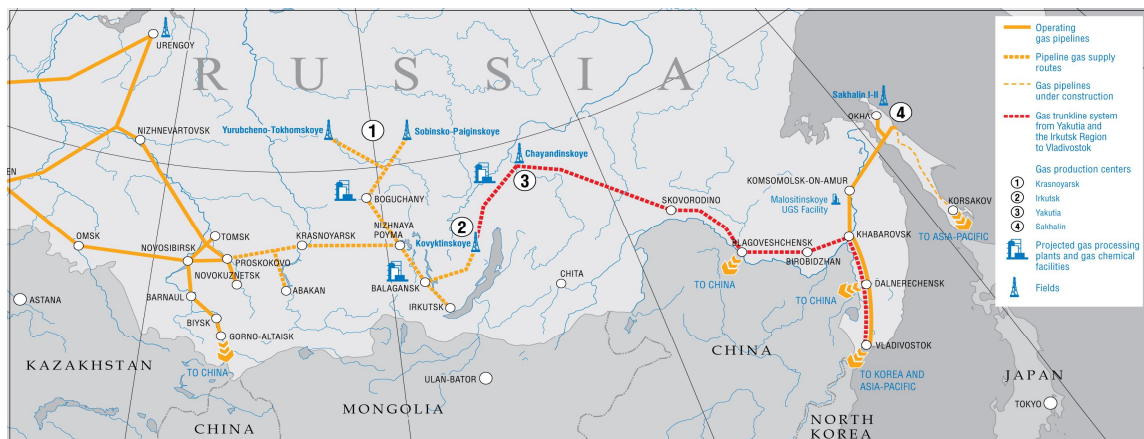 URENGOY
R U S S I A
NIZHNEVARTOVSK
Yurubcheno-Tokhomskoye
1
Sobinsko-Paiginskoye
Chayandinskoye
3
Sakhalin I-II
OKHA
4
EN
BOGUCHANY
KOMSOMOLSK-ON-AMUR
Malositinskoye
UGS Facility
SKOVORODINO
KORSAKOV
TO ASIA-PACIFIC
OMSK
TOMSK
NOVOSIBIRSK
PROSKOKOVO
KRASNOYARSK
NIZHNAYA
POYMA
2
Kovyktinskoye
BLAGOVESHCHENSK
BIROBIDZHAN
KHABAROVSK
NOVOKUZNETSK
ABAKAN
BALAGANSK
CHITA
TO CHINA
DALNERECHENSK
TO CHINA
ASTANA
BARNAUL
IRKUTSK
BIYSK
GORNO-ALTAISK
VLADIVOSTOK
KAZAKHSTAN
TO CHINA
ULAN-BATOR
CHINA
TO KOREA AND
ASIA-PACIFIC
JAPAN
MONGOLIA
TOKYO
CHINA
NORTH
KOREA
Operating
gas pipelines
Pipeline gas supply
routes
Gas pipelines
under construction
Gas trunkline system
from Yakutia and
the Irkutsk Region
to Vladivostok
Gas production centers
1 Krasnoyarsk
2 Irkutsk
3 Yakutia
4 Sakhalin
Projected gas processing
plants and gas chemical
facilities
Fields